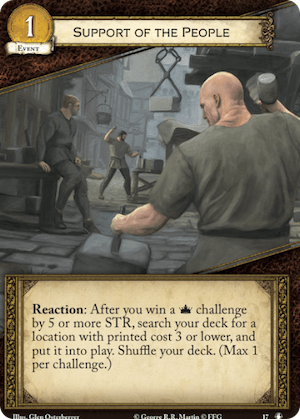 1
EVENT
SUPPORT OF THE PEOPLE
Reaction: After you win a challenge
by 5 or more STR, search your deck for a
location with printed cost 3 or lower, and
put it into play. Shuffle your deck. (Max 1
per challenge.)
Illus. Glen Osterberger
© George R.R. Martin © FFG
17